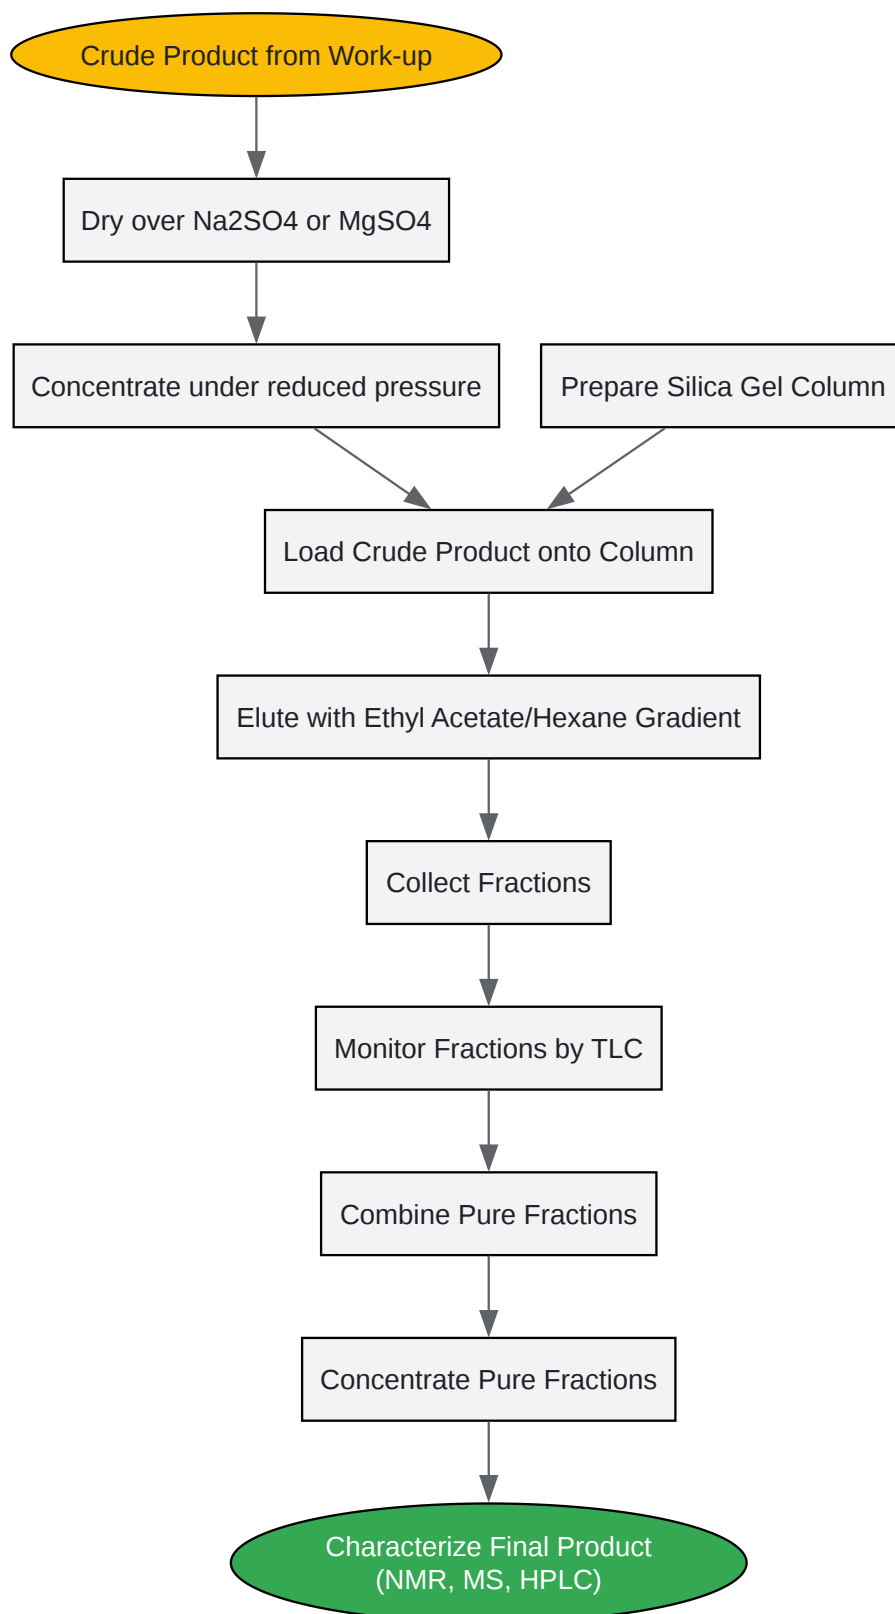 Crude Product from Work-up
Dry over Na2SO4 or MgSO4
Concentrate under reduced pressure
Prepare Silica Gel Column
Load Crude Product onto Column
Elute with Ethyl Acetate/Hexane Gradient
Collect Fractions
Monitor Fractions by TLC
Combine Pure Fractions
Concentrate Pure Fractions
Characterize Final Product
(NMR, MS, HPLC)